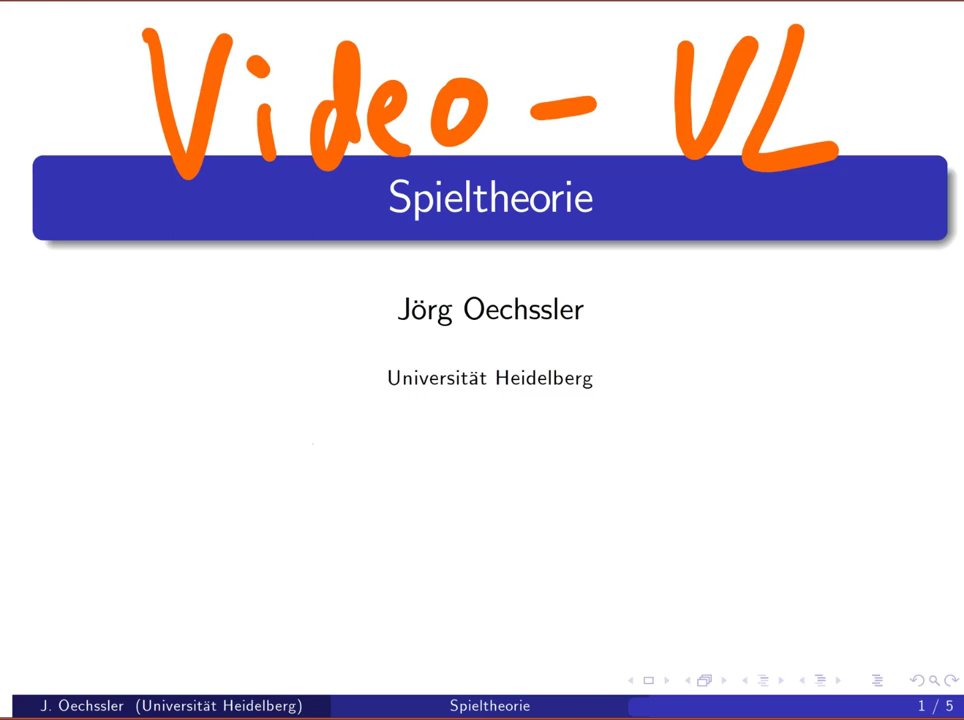 Video - VL
Spieltheorie
Jörg Oechssler
Universität Heidelberg
J. Oechssler (Universität Heidelberg) Spieltheorie 1 / 5